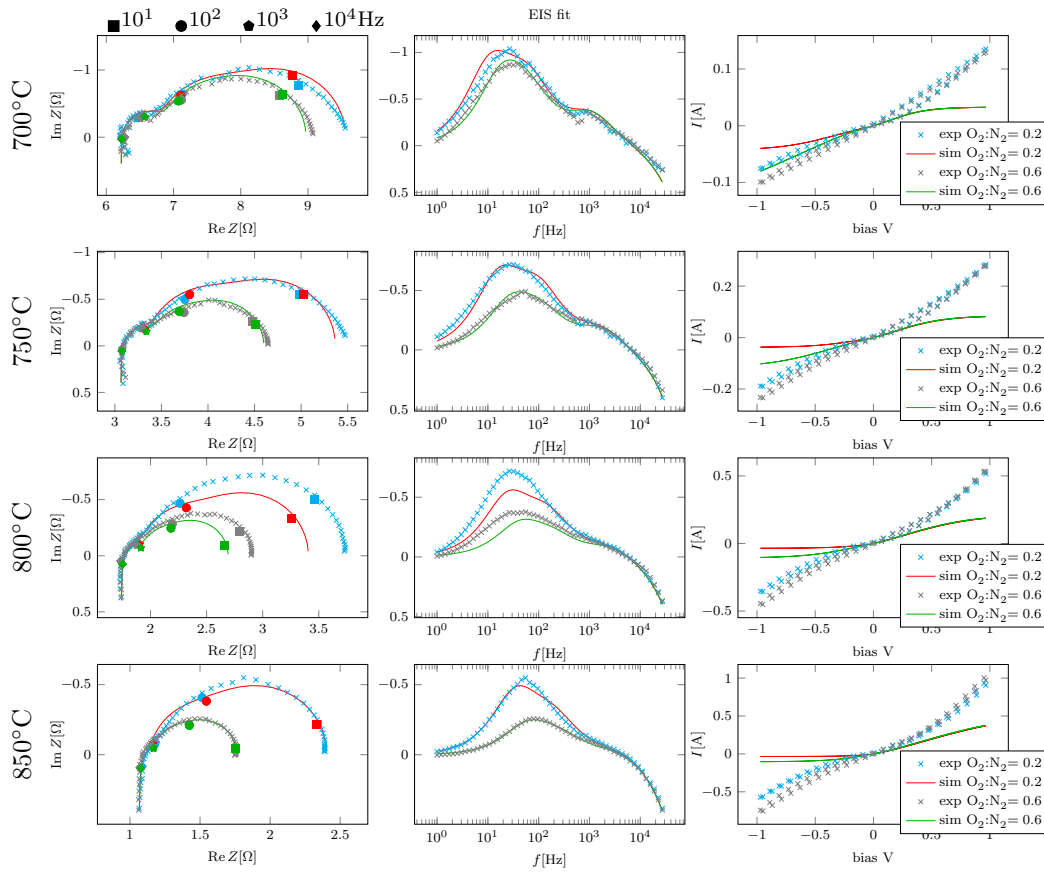 10¹ 10² 10³ 10⁴Hz
EIS fit
700°C
Im Z[Ω]
−1
0
1
6 7 8 9
Re Z[Ω]
−1
−0.5
0
0.5
10⁰ 10¹ 10² 10³ 10⁴
f[Hz]
I[A]
0.1
0
−0.1
−1 −0.5 0 0.5 1
bias V
exp O₂:N₂= 0.2
sim O₂:N₂= 0.2
exp O₂:N₂= 0.6
sim O₂:N₂= 0.6
750°C
Im Z[Ω]
−1
−0.5
0
0.5
3 3.5 4 4.5 5 5.5
Re Z[Ω]
−0.5
0
0.5
10⁰ 10¹ 10² 10³ 10⁴
f[Hz]
I[A]
0.2
0
−0.2
−1 −0.5 0 0.5 1
bias V
exp O₂:N₂= 0.2
sim O₂:N₂= 0.2
exp O₂:N₂= 0.6
sim O₂:N₂= 0.6
800°C
Im Z[Ω]
−0.5
0
0.5
2 2.5 3 3.5
Re Z[Ω]
−0.5
0
0.5
10⁰ 10¹ 10² 10³ 10⁴
f[Hz]
I[A]
0.5
0
−0.5
−1 −0.5 0 0.5 1
bias V
exp O₂:N₂= 0.2
sim O₂:N₂= 0.2
exp O₂:N₂= 0.6
sim O₂:N₂= 0.6
850°C
Im Z[Ω]
−0.5
0
1 1.5 2 2.5
Re Z[Ω]
−0.5
0
10⁰ 10¹ 10² 10³ 10⁴
f[Hz]
I[A]
1
0.5
0
−0.5
−1 −0.5 0 0.5 1
bias V
exp O₂:N₂= 0.2
sim O₂:N₂= 0.2
exp O₂:N₂= 0.6
sim O₂:N₂= 0.6